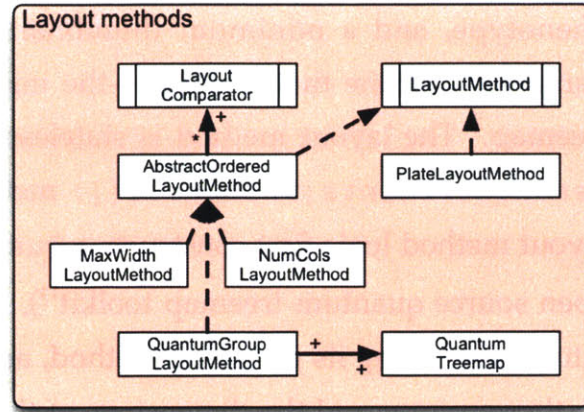 Layout methods
Layout
Comparator
LayoutMethod
+
AbstractOrdered
LayoutMethod
PlateLayoutMethod
MaxWidth
LayoutMethod
NumCols
LayoutMethod
QuantumGroup
LayoutMethod
+
+
Quantum
Treemap